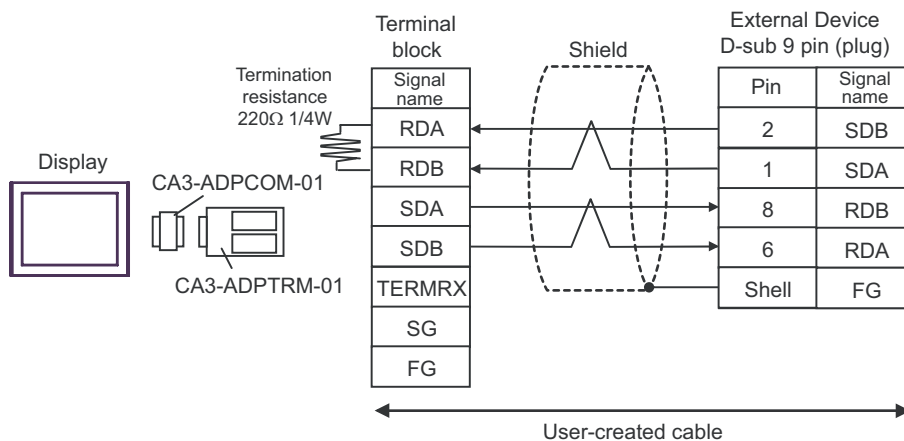 Terminal
block
Shield
External Device
D-sub 9 pin (plug)
Termination
resistance
220Ω 1/4W
Display
CA3-ADPCOM-01
CA3-ADPTRM-01
Signal
name
RDA
RDB
SDA
SDB
TERMRX
SG
FG
Pin
Signal
name
2
SDB
1
SDA
8
RDB
6
RDA
Shell
FG
User-created cable